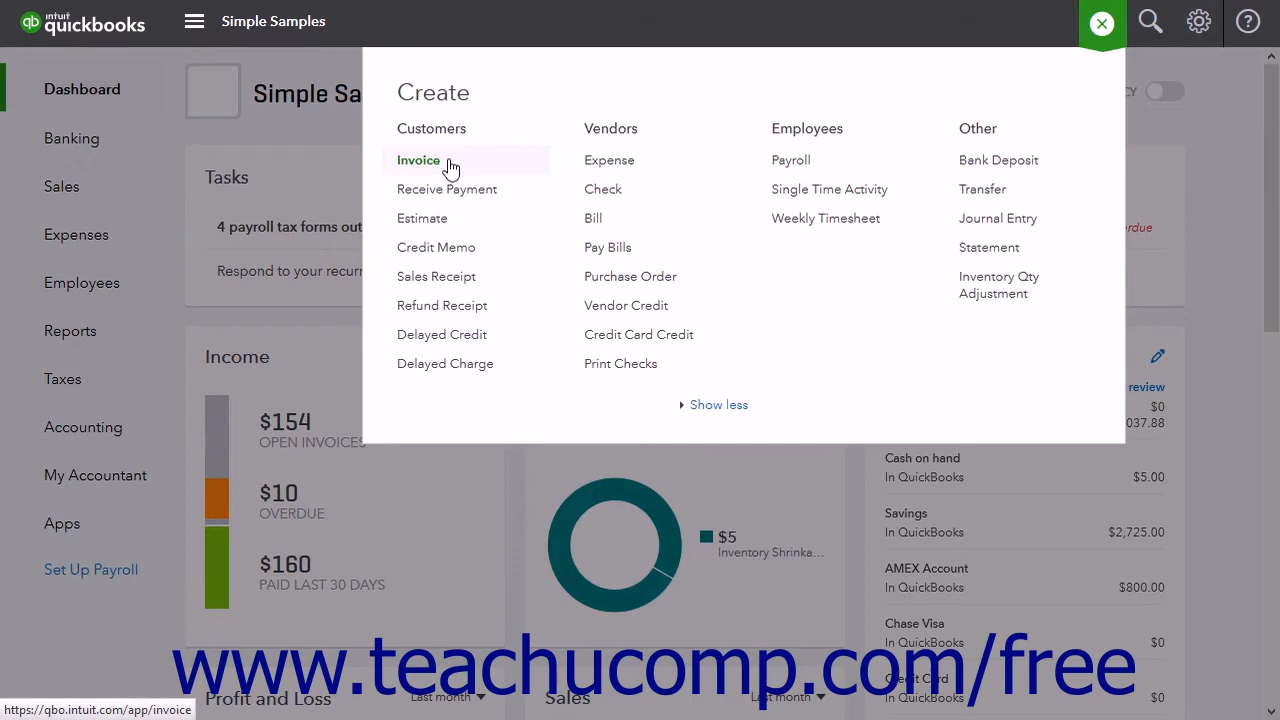 intuit
quickbooks
Simple Samples
Dashboard
Banking
Sales
Expenses
Employees
Reports
Taxes
Accounting
My Accountant
Apps
Set Up Payroll
Simple Sa
CY
Create
Customers
Invoice
Receive Payment
Estimate
Credit Memo
Sales Receipt
Refund Receipt
Delayed Credit
Delayed Charge
Vendors
Expense
Check
Bill
Pay Bills
Purchase Order
Vendor Credit
Credit Card Credit
Print Checks
Employees
Payroll
Single Time Activity
Weekly Timesheet
Other
Bank Deposit
Transfer
Journal Entry
Statement
Inventory Qty
Adjustment
Show less
Tasks
4 payroll tax forms out
Respond to your recurr
Income
$154
OPEN INVOICES
$10
OVERDUE
$160
PAID LAST 30 DAYS
$5
Inventory Shrinka...
review
$0
037.88
Cash on hand
In QuickBooks $5.00
Savings
In QuickBooks $2,725.00
AMEX Account
In QuickBooks $800.00
Chase Visa
In QuickBooks $0
Credit Card
In QuickBooks $0
Profit and Loss Last month
Sales Last month
www.teachucomp.com/free
https://qbo.intuit.com/app/invoice